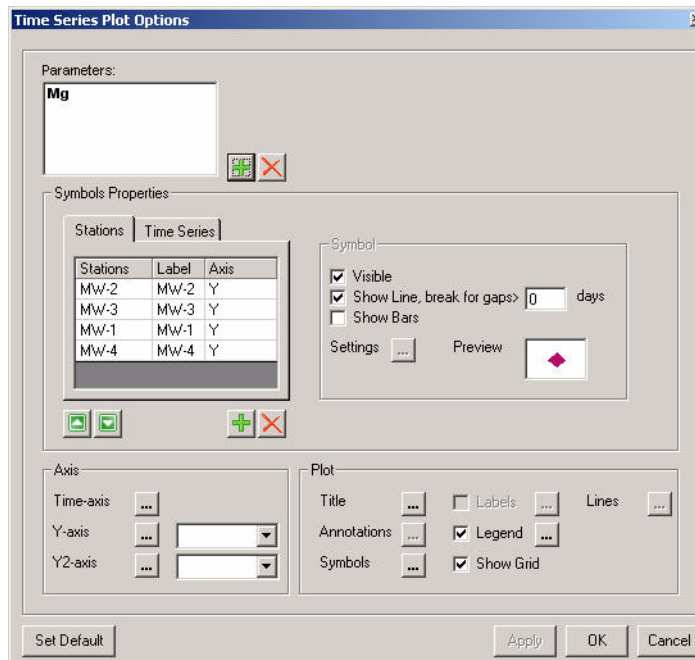 Time Series Plot Options
Parameters:
Mg
Symbols Properties
Stations Time Series
Stations Label Axis
MW-2 MW-2 Y
MW-3 MW-3 Y
MW-1 MW-1 Y
MW-4 MW-4 Y
Symbol
Visible
Show Line, break for gaps> 0 days
Show Bars
Settings ... Preview
Axis
Time-axis ...
Y-axis ...
Y2-axis ...
Plot
Title ... Labels ... Lines ...
Annotations ... Legend ...
Symbols ... Show Grid
Set Default Apply OK Cancel